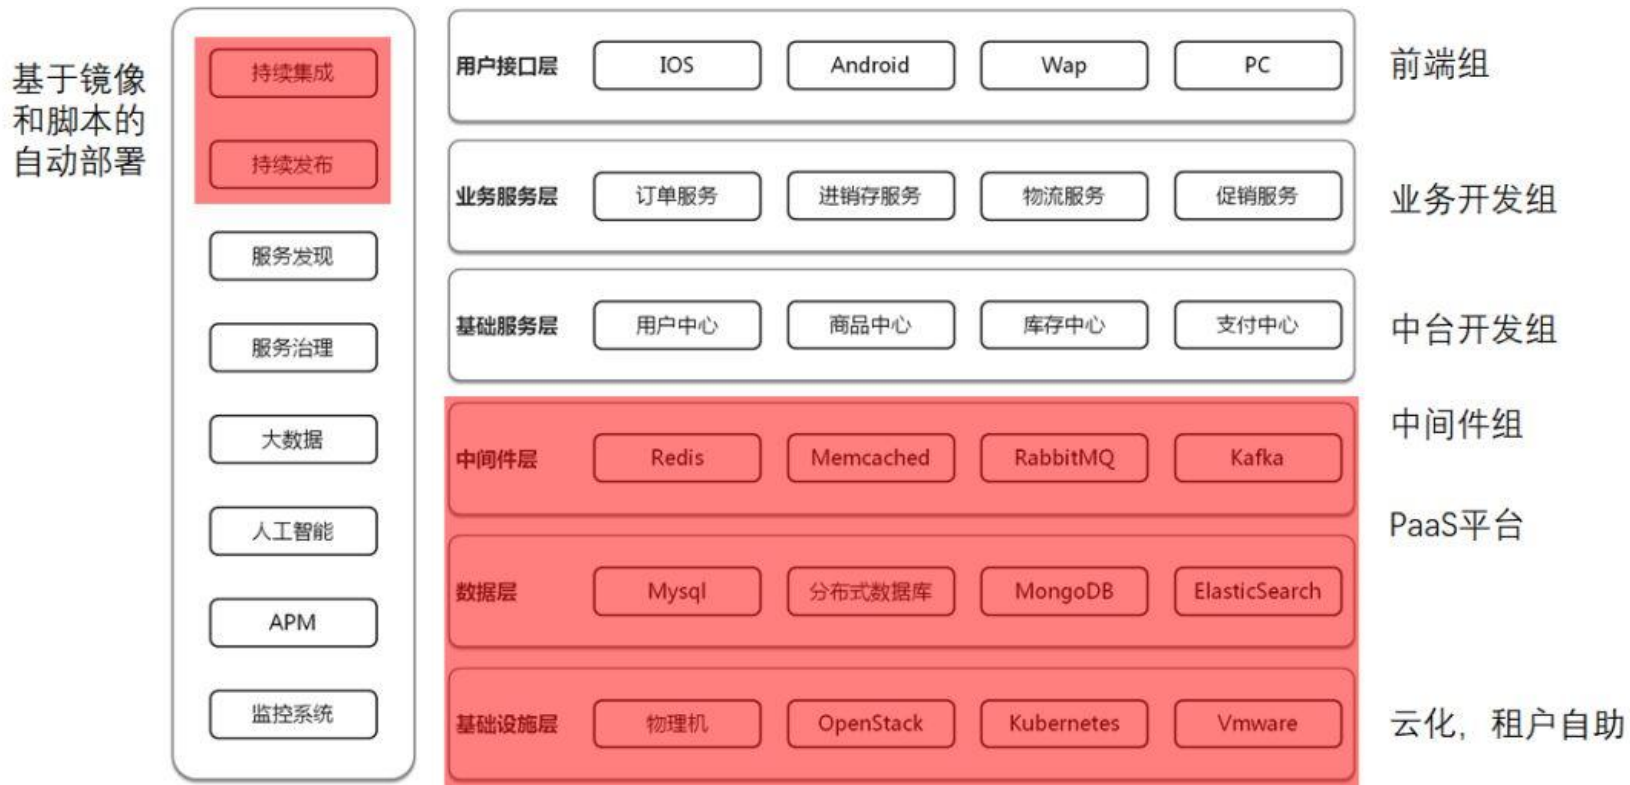 基于镜像
和脚本的
自动部署
持续集成
持续发布
服务发现
服务治理
大数据
人工智能
APM
监控系统
用户接口层 IOS Android Wap PC 前端组
业务服务层 订单服务 进销存服务 物流服务 促销服务 业务开发组
基础服务层 用户中心 商品中心 库存中心 支付中心 中台开发组
中间件组
中间件层 Redis Memcached RabbitMQ Kafka
PaaS平台
数据层 Mysql 分布式数据库 MongoDB ElasticSearch
基础设施层 物理机 OpenStack Kubernetes Vmware 云化，租户自助